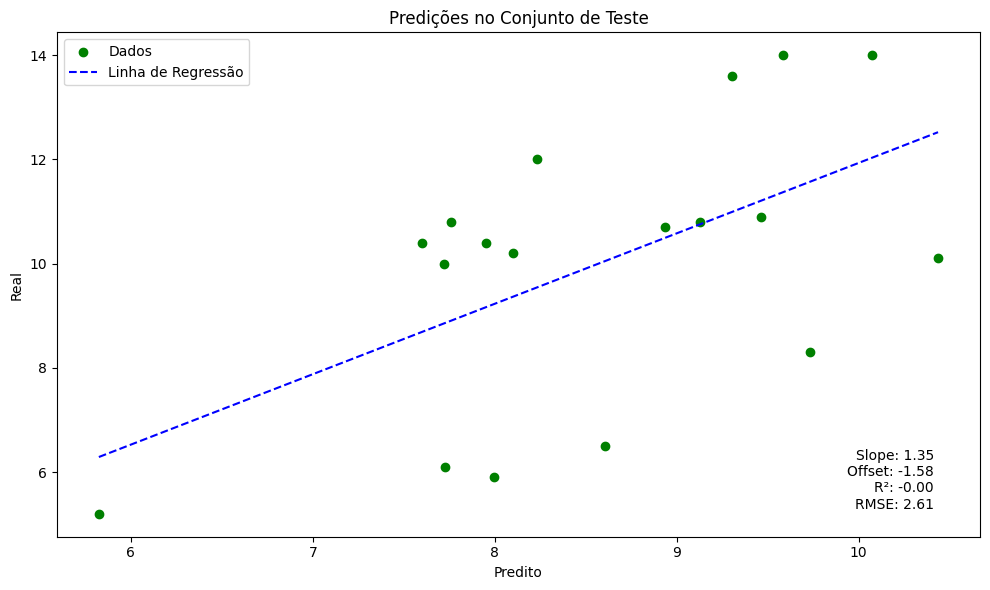 Predições no Conjunto de Teste
Dados
Linha de Regressão
14
12
10
8
6
Real
Slope: 1.35
Offset: -1.58
R²: -0.00
RMSE: 2.61
6 7 8 9 10
Predito